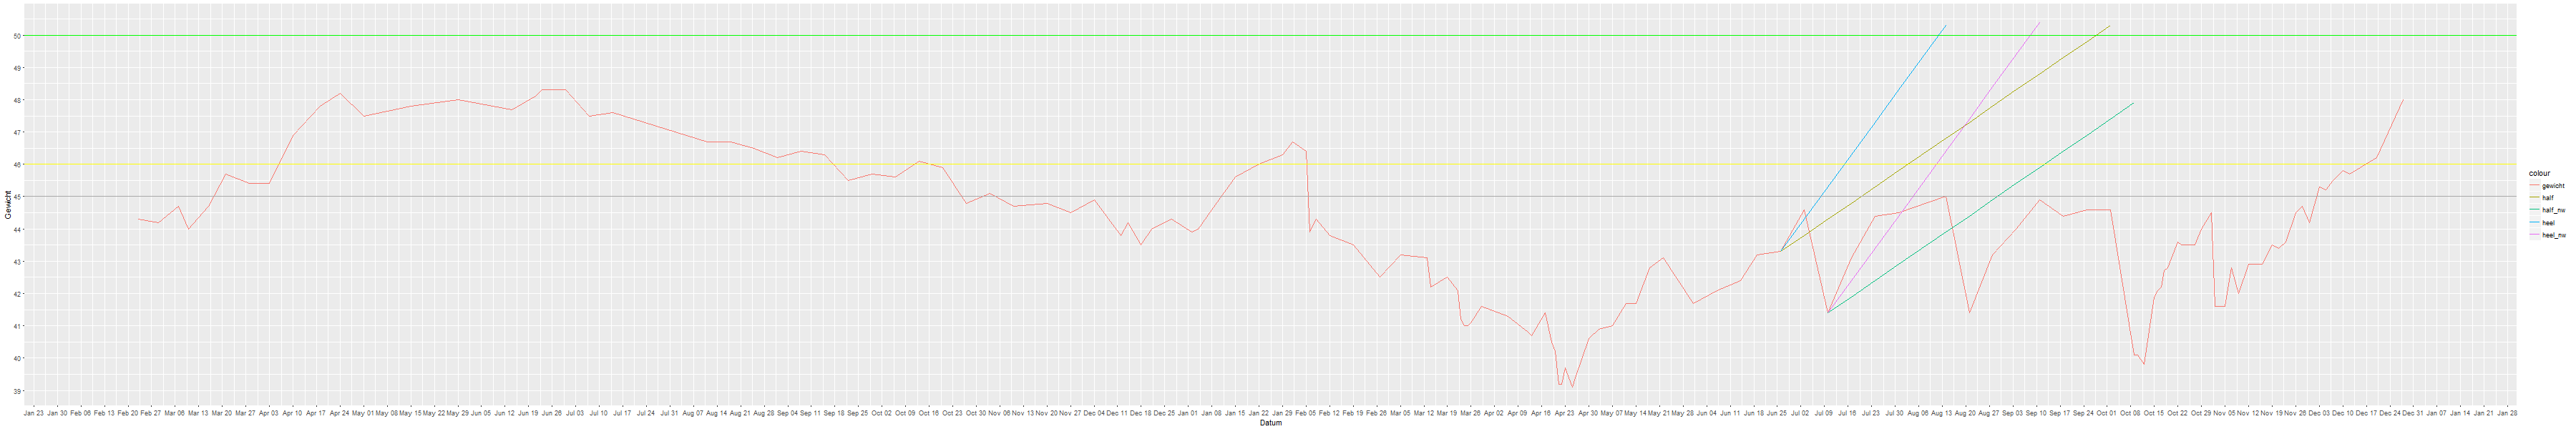 50
49
48
47
46
45
44
43
42
41
40
39
Gewicht
Jan 23 Jan 30 Feb 06 Feb 13 Feb 20 Feb 27 Mar 06 Mar 13 Mar 20 Mar 27 Apr 03 Apr 10 Apr 17 Apr 24 May 01 May 08 May 15 May 22 May 29 Jun 05 Jun 12 Jun 19 Jun 26 Jul 03 Jul 10 Jul 17 Jul 24 Jul 31 Aug 07 Aug 14 Aug 21 Aug 28 Sep 04 Sep 11 Sep 18 Sep 25 Oct 02 Oct 09 Oct 16 Oct 23 Oct 30 Nov 06 Nov 13 Nov 20 Nov 27 Dec 04 Dec 11 Dec 18 Dec 25 Jan 01 Jan 08 Jan 15 Jan 22 Jan 29 Feb 05 Feb 12 Feb 19 Feb 26 Mar 05 Mar 12 Mar 19 Mar 26 Apr 02 Apr 09 Apr 16 Apr 23 Apr 30 May 07 May 14 May 21 May 28 Jun 04 Jun 11 Jun 18 Jun 25 Jul 02 Jul 09 Jul 16 Jul 23 Jul 30 Aug 06 Aug 13 Aug 20 Aug 27 Sep 03 Sep 10 Sep 17 Sep 24 Oct 01 Oct 08 Oct 15 Oct 22 Oct 29 Nov 05 Nov 12 Nov 19 Nov 26 Dec 03 Dec 10 Dec 17 Dec 24 Dec 31 Jan 07 Jan 14 Jan 21 Jan 28
Datum
colour
gewicht
half
half_nw
heel
heel_nw